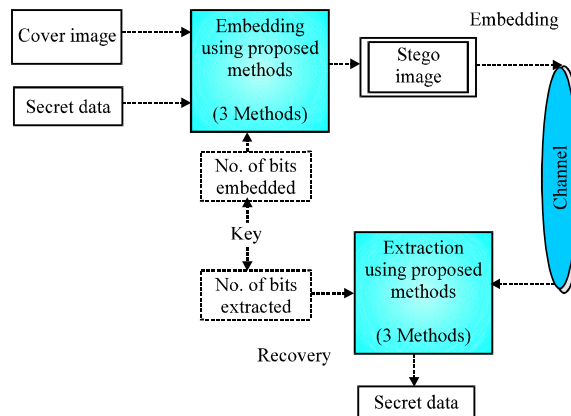 Embedding
Cover image
Secret data
Embedding
using proposed
methods
(3 Methods)
Stego
image
Channel
No. of bits
embedded
Key
No. of bits
extracted
Extraction
using proposed
methods
(3 Methods)
Recovery
Secret data